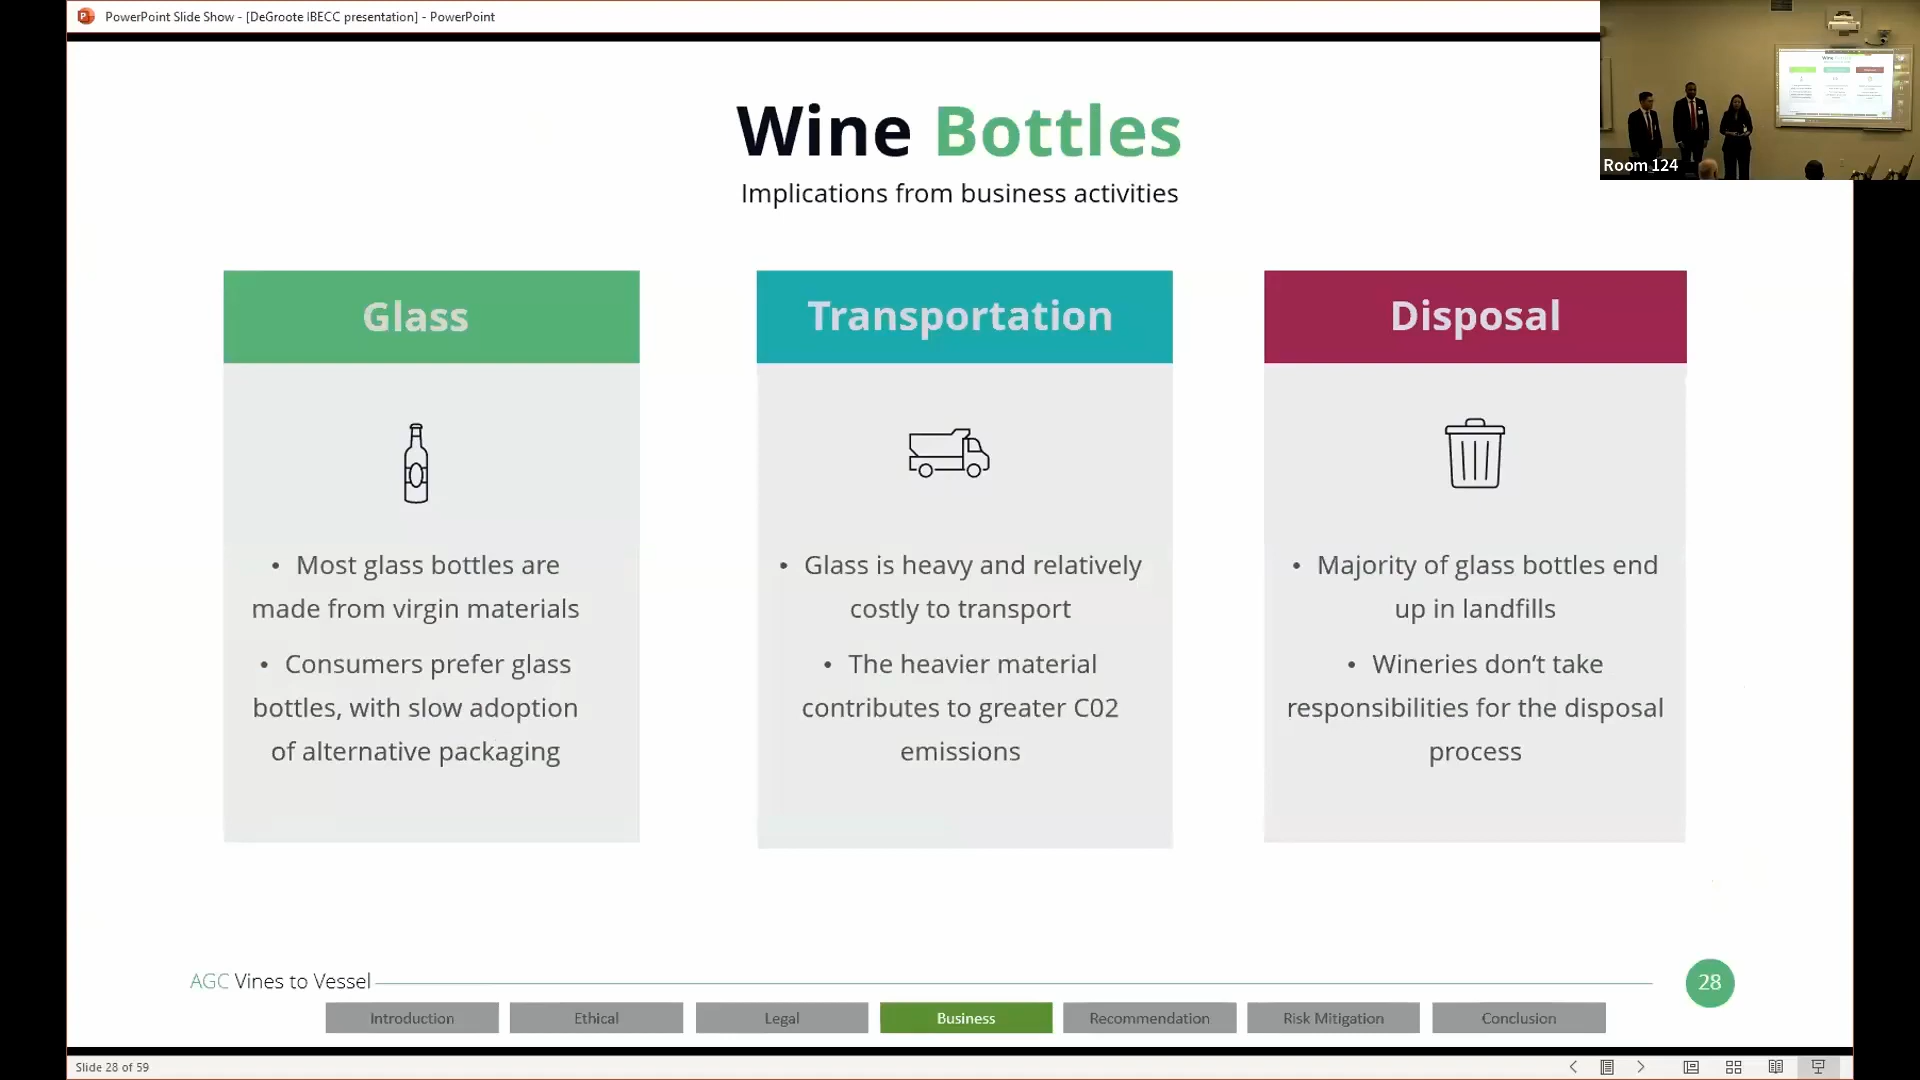 PowerPoint Slide Show - [DeGroote IBECC presentation] - PowerPoint
Room 124
Wine Bottles
Implications from business activities
Glass
• Most glass bottles are
made from virgin materials
• Consumers prefer glass
bottles, with slow adoption
of alternative packaging
Transportation
• Glass is heavy and relatively
costly to transport
• The heavier material
contributes to greater C02
emissions
Disposal
• Majority of glass bottles end
up in landfills
• Wineries don't take
responsibilities for the disposal
process
AGC Vines to Vessel
28
Introduction
Ethical
Legal
Business
Recommendation
Risk Mitigation
Conclusion
Slide 28 of 59